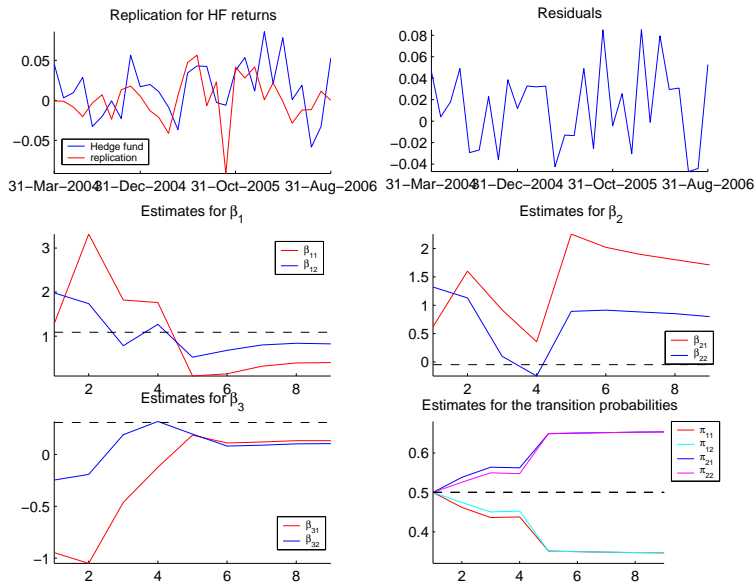 Replication for HF returns
0.05
0
−0.05
Hedge fund
replication
31−Mar−2004
31−Dec−2004
31−Oct−2005
31−Aug−2006
Residuals
0.08
0.06
0.04
0.02
0
−0.02
−0.04
31−Mar−2004
31−Dec−2004
31−Oct−2005
31−Aug−2006
Estimates for β₁
3
2
1
β₁₁
β₁₂
2
4
6
8
Estimates for β₂
2
1.5
1
0.5
0
β₂₁
β₂₂
2
4
6
8
Estimates for β₃
0
−0.5
−1
β₃₁
β₃₂
2
4
6
8
Estimates for the transition probabilities
0.6
0.5
0.4
π₁₁
π₁₂
π₂₁
π₂₂
2
4
6
8